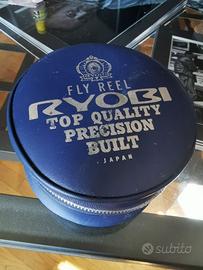 FLY REEL
RYOBI
TOP QUALITY
PRECISION
BUILT
JAPAN
subito